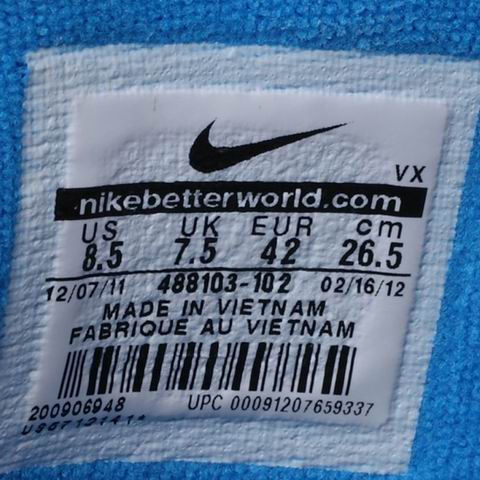 VX
nikebetterworld.com
US UK EUR cm
8.5 7.5 42 26.5
12/07/11 488103-102 02/16/12
MADE IN VIETNAM
FABRIQUE AU VIETNAM
200906948 UPC 00091207659337